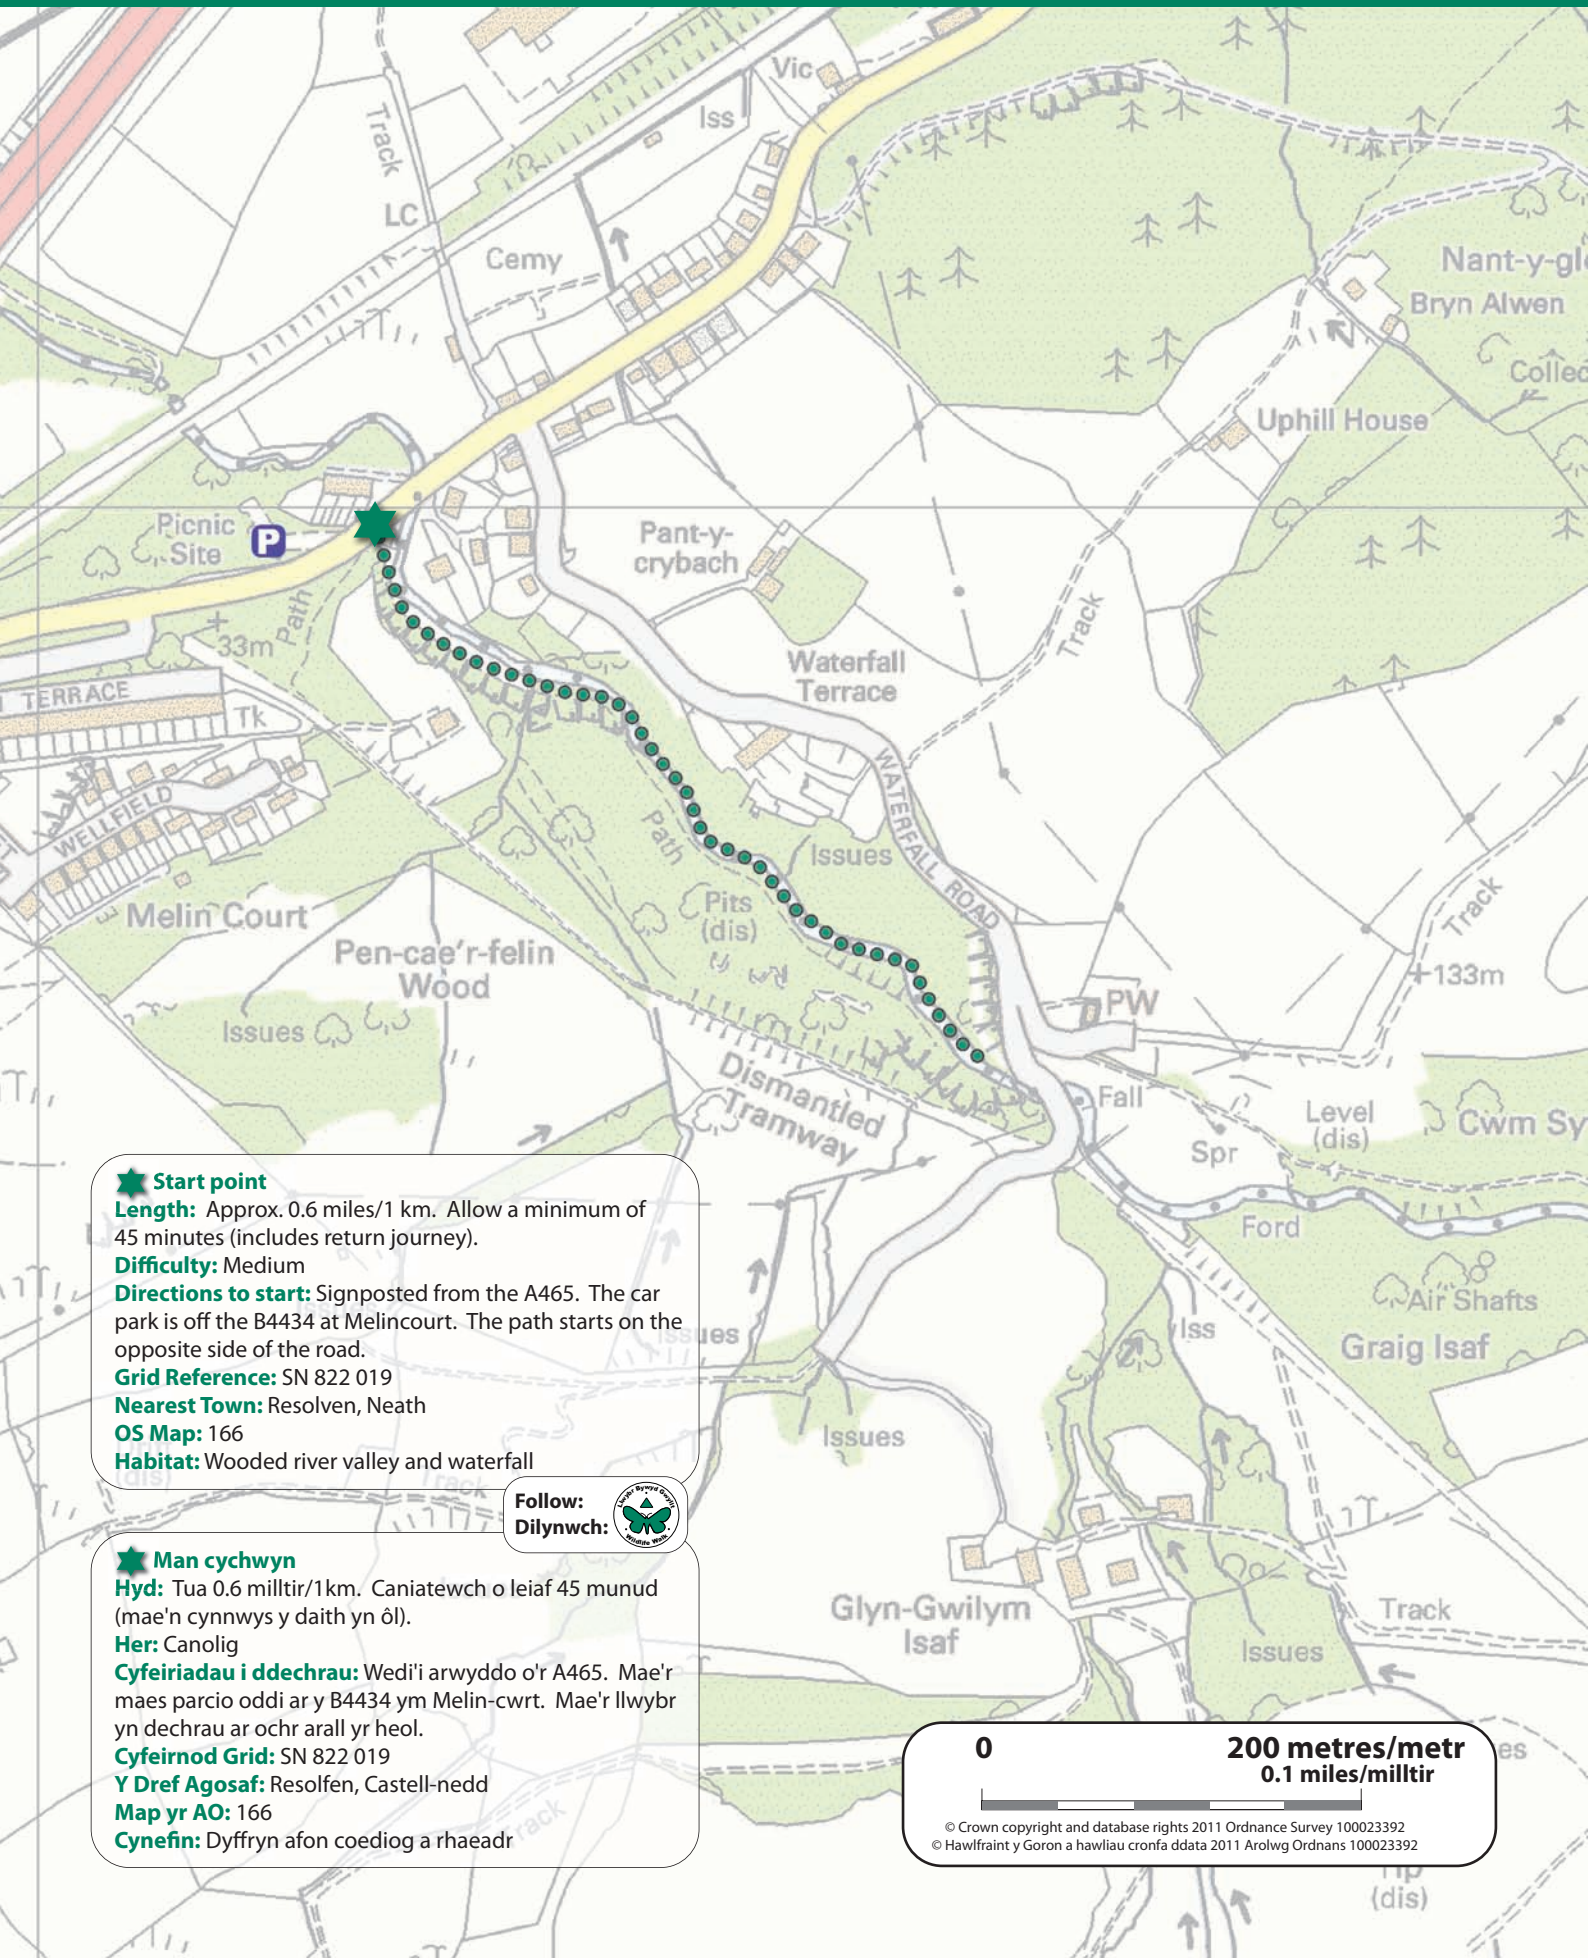 Vic
Iss
Track
LC
Cemy
Nant-y-gl
Bryn Alwen
Collec
Uphill House
Picnic
Site
P
Pant-y-
crybach
33m
Path
Track
Waterfall
Terrace
TERRACE
Tk
WELLFIELD
WATERFALL ROAD
Path
Issues
Melin Court
Pits
(dis)
Track
Pen-cae'r-felin
Wood
133m
PW
Issues
Dismantled
Tramway
Fall
Level
(dis)
Cwm Sy
Spr
Ford
Air Shafts
Iss
Graig Isaf
Issues
Issues
Start point
Length: Approx. 0.6 miles/1 km. Allow a minimum of
45 minutes (includes return journey).
Difficulty: Medium
Directions to start: Signposted from the A465. The car
park is off the B4434 at Melincourt. The path starts on the
opposite side of the road.
Grid Reference: SN 822 019
Nearest Town: Resolven, Neath
OS Map: 166
Habitat: Wooded river valley and waterfall
(dis)
Track
Follow:
Dilynwch:
Llwybr Bywyd Gwyllt
Wildlife Walk
Man cychwyn
Hyd: Tua 0.6 milltir/1km. Caniatewch o leiaf 45 munud
(mae'n cynnwys y daith yn ôl).
Her: Canolig
Cyfeiriadau i ddechrau: Wedi'i arwyddo o'r A465. Mae'r
maes parcio oddi ar y B4434 ym Melin-cwrt. Mae'r llwybr
yn dechrau ar ochr arall yr heol.
Cyfeirnod Grid: SN 822 019
Y Dref Agosaf: Resolfen, Castell-nedd
Map yr AO: 166
Cynefin: Dyffryn afon coediog a rhaeadr
Track
Glyn-Gwilym
Isaf
Track
Issues
es
0 200 metres/metr
0.1 miles/milltir
© Crown copyright and database rights 2011 Ordnance Survey 100023392
© Hawlfraint y Goron a hawliau cronfa ddata 2011 Arolwg Ordnans 100023392
(dis)